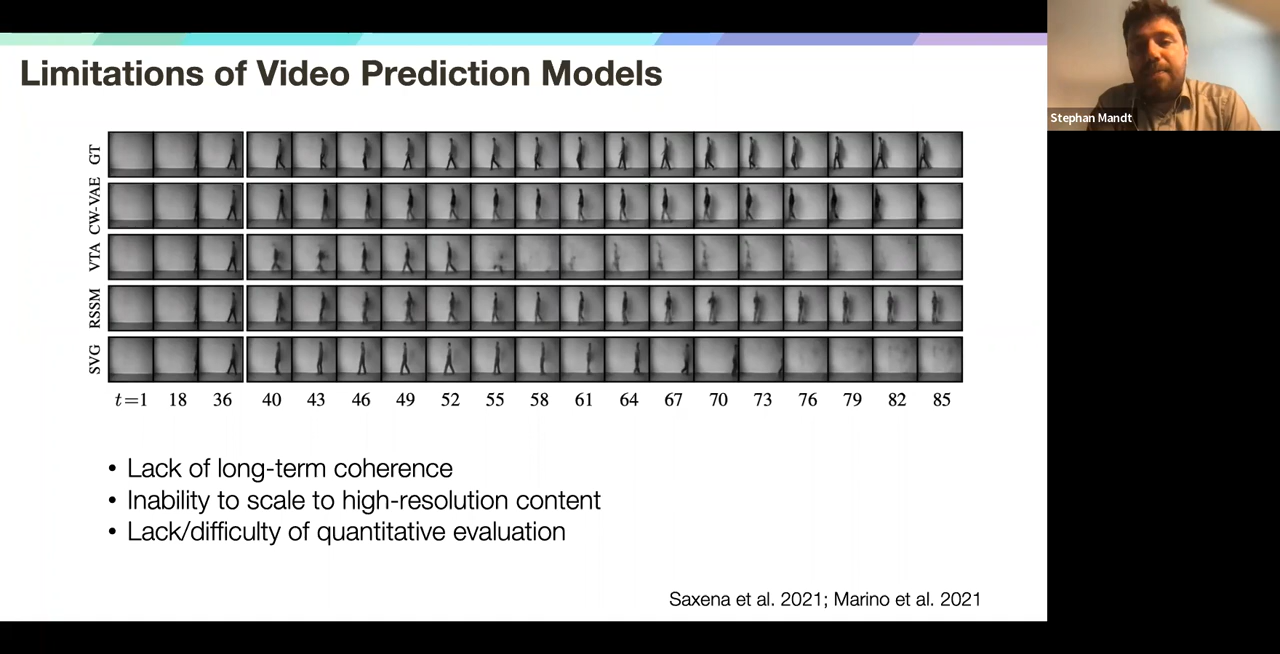 Limitations of Video Prediction Models
Stephan Mandt
GT
CW-VAE
VTA
RSSM
SVG
t=1 18 36 40 43 46 49 52 55 58 61 64 67 70 73 76 79 82 85
• Lack of long-term coherence
• Inability to scale to high-resolution content
• Lack/difficulty of quantitative evaluation
Saxena et al. 2021; Marino et al. 2021